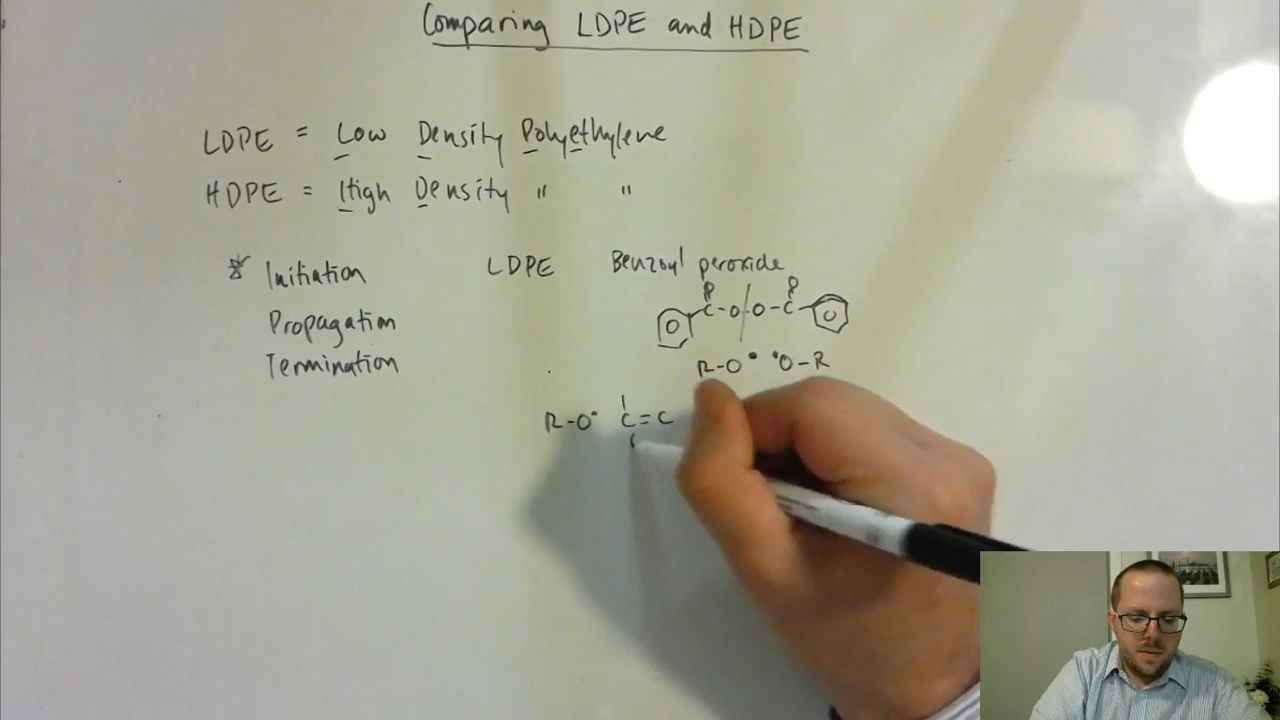 Comparing LDPE and HDPE
LDPE = Low Density Polyethylene
HDPE = High Density " "
* Initiation LDPE Benzoyl peroxide
Propagation
Termination
O O
C-O-O-C
R-O• •O-R
R-O• C=C